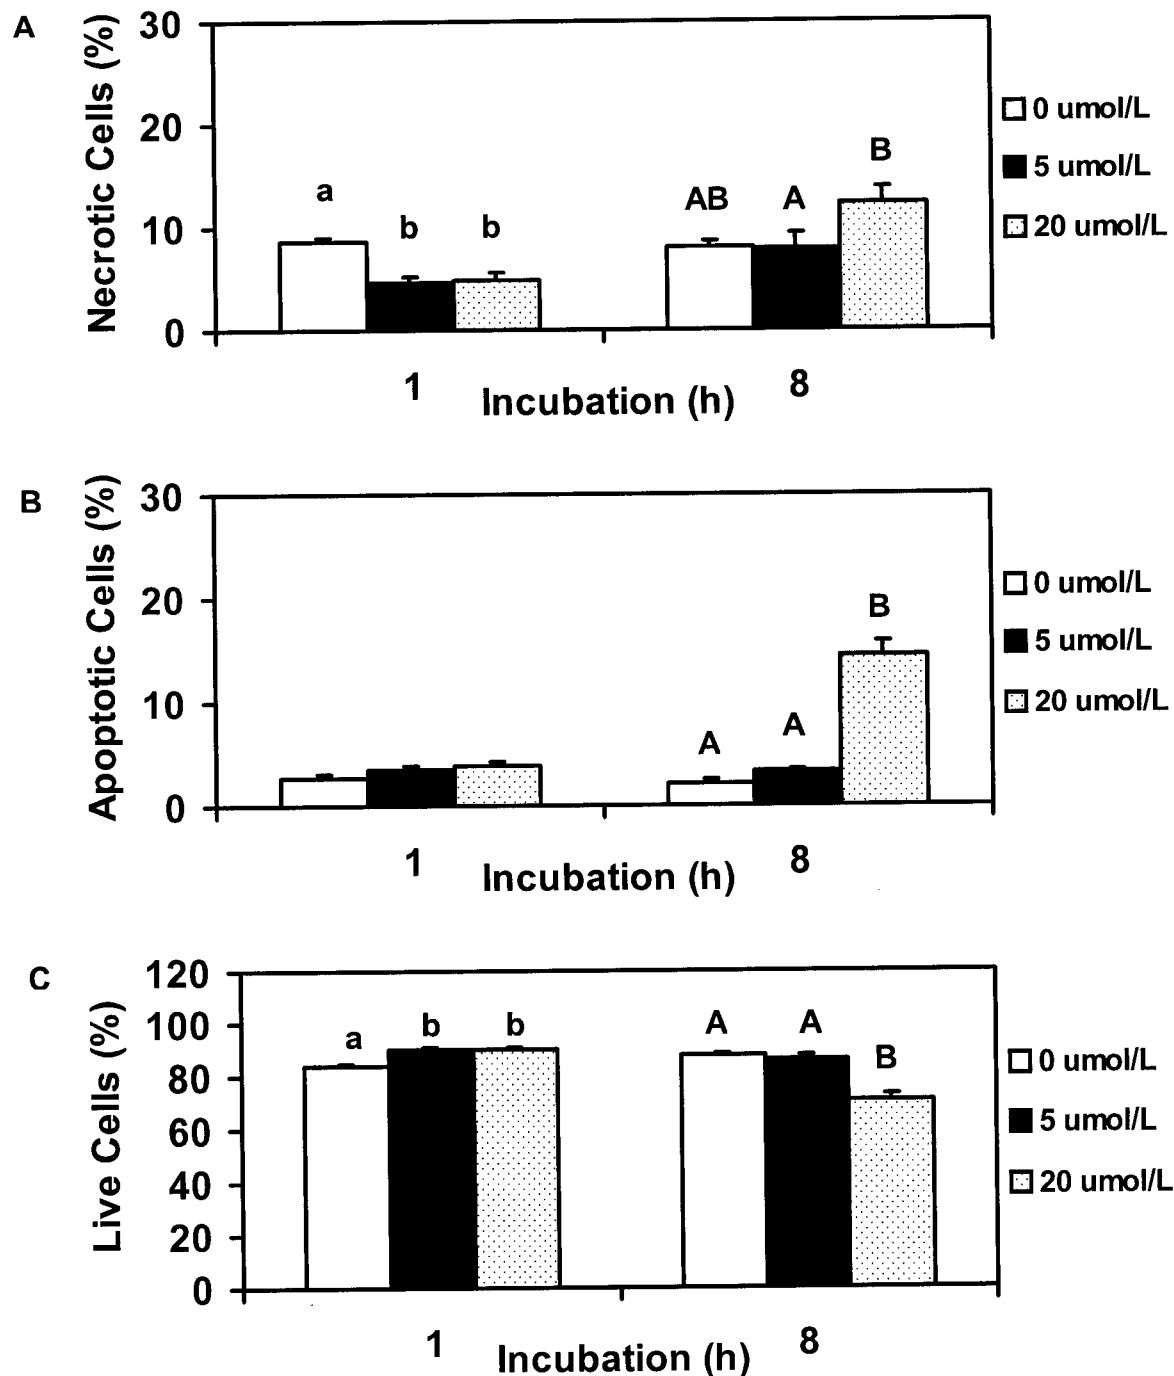 A
Necrotic Cells (%)
30
20
10
0
a
b
b
AB
A
B
1
8
Incubation (h)
0 umol/L
5 umol/L
20 umol/L
B
Apoptotic Cells (%)
30
20
10
0
A
A
B
1
8
Incubation (h)
0 umol/L
5 umol/L
20 umol/L
C
Live Cells (%)
120
100
80
60
40
20
0
a
b
b
A
A
B
1
8
Incubation (h)
0 umol/L
5 umol/L
20 umol/L